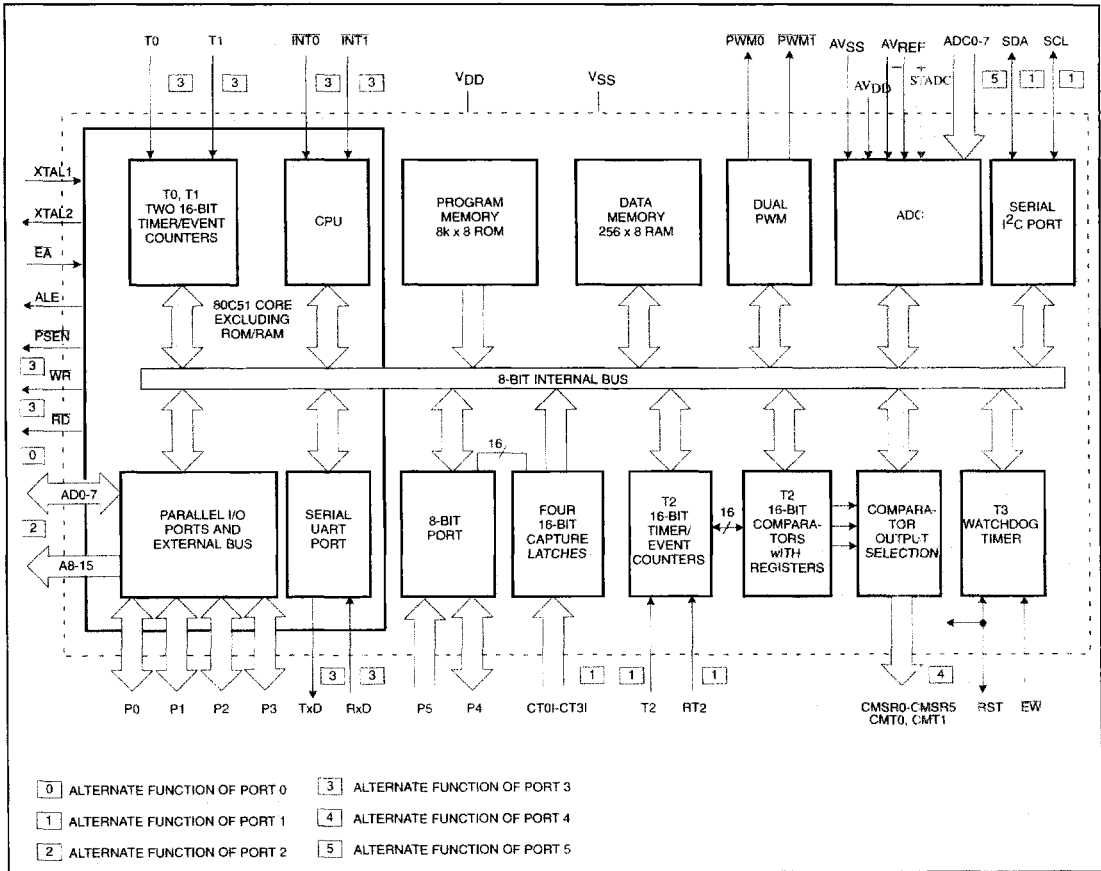 T0 T1 INT0 INT1 PWM0 PWM1 AVSS AVREF ADC0-7 SDA SCL
3 3 3 3 VDD VSS STADC 5 1 1
AVDD
XTAL1
XTAL2
EA
ALE
PSEN
3
WR
3
RD
0
AD0-7
2
A8-15
T0, T1
TWO 16-BIT
TIMER/EVENT
COUNTERS
CPU
PROGRAM
MEMORY
8k x 8 ROM
DATA
MEMORY
256 x 8 RAM
DUAL
PWM
ADC
SERIAL
I2C PORT
80C51 CORE
EXCLUDING
ROM/RAM
8-BIT INTERNAL BUS
PARALLEL I/O
PORTS AND
EXTERNAL BUS
SERIAL
UART
PORT
8-BIT
PORT
16
FOUR
16-BIT
CAPTURE
LATCHES
T2
16-BIT
TIMER/
EVENT
COUNTERS
16
T2
16-BIT
COMPARA-
TORS
WITH
REGISTERS
COMPARA-
TOR
OUTPUT
SELECTION
T3
WATCHDOG
TIMER
3 3 1 1 1 4
P0 P1 P2 P3 TxD RxD P5 P4 CT0I-CT3I T2 RT2 CMSR0-CMSR5 RST EW
CMT0, CMT1
0 ALTERNATE FUNCTION OF PORT 0
1 ALTERNATE FUNCTION OF PORT 1
2 ALTERNATE FUNCTION OF PORT 2
3 ALTERNATE FUNCTION OF PORT 3
4 ALTERNATE FUNCTION OF PORT 4
5 ALTERNATE FUNCTION OF PORT 5